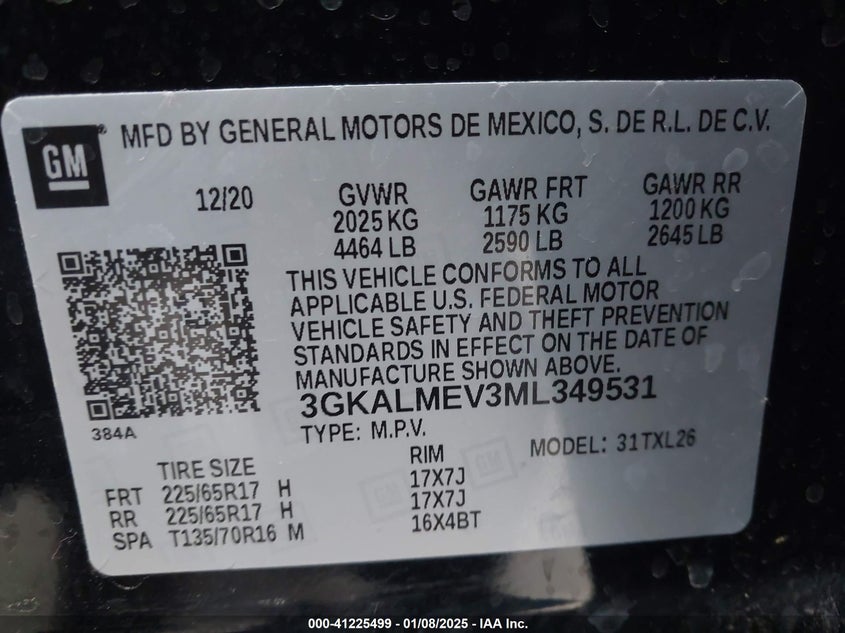 GM
MFD BY GENERAL MOTORS DE MEXICO, S. DE R.L. DE C.V.
12/20
GVWR
2025 KG
4464 LB
GAWR FRT
1175 KG
2590 LB
GAWR RR
1200 KG
2645 LB
THIS VEHICLE CONFORMS TO ALL
APPLICABLE U.S. FEDERAL MOTOR
VEHICLE SAFETY AND THEFT PREVENTION
STANDARDS IN EFFECT ON THE DATE OF
MANUFACTURE SHOWN ABOVE.
3GKALMEV3ML349531
384A
TYPE: M.P.V.
MODEL: 31TXL26
TIRE SIZE
RIM
FRT 225/65R17 H 17X7J
RR 225/65R17 H 17X7J
SPA T135/70R16 M 16X4BT
000-41225499 - 01/08/2025 - IAA Inc.